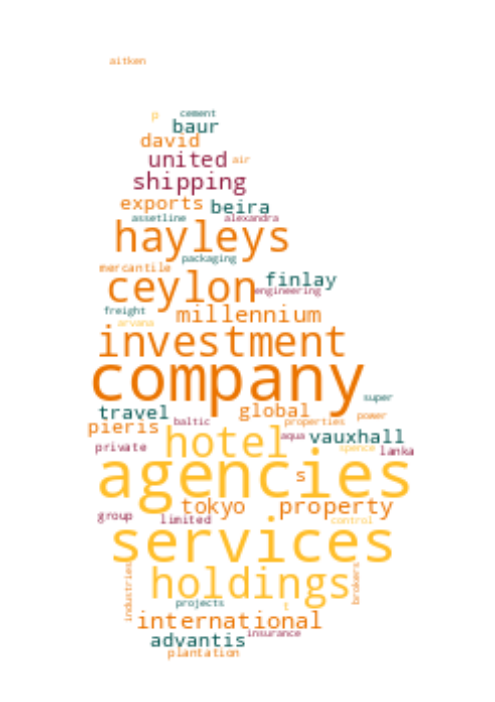 aitken
p cement
baur
david
united air
shipping
exports beira
assetline alexandra
hayleys
packaging
mercantile
ceylon finlay
engineering
freight millennium
arvana
investment
company
super
travel global power
pieris baltic properties
hotel aqua vauxhall
private spence lanka
agencies
s
tokyo property
group limited control
services
industries holdings brokers
projects t
international
advantis insurance
plantation